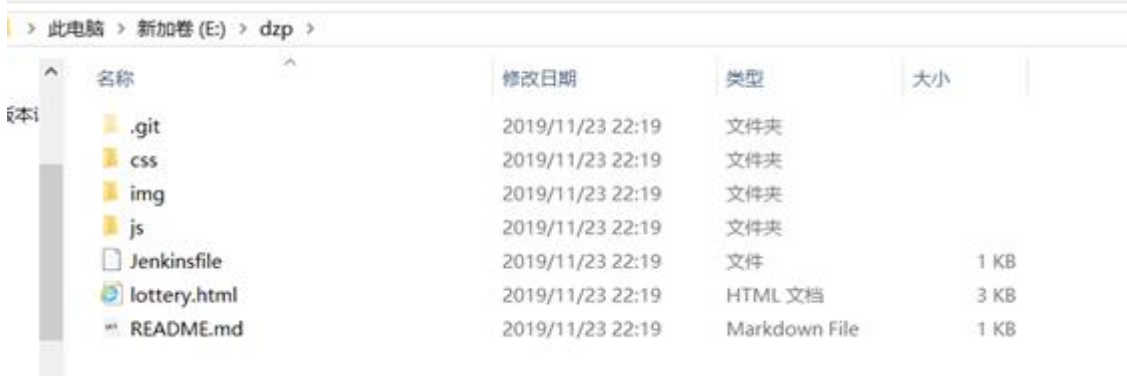 › 此电脑 › 新加卷 (E:) › dzp ›
名称 修改日期 类型 大小
.git 2019/11/23 22:19 文件夹
css 2019/11/23 22:19 文件夹
img 2019/11/23 22:19 文件夹
js 2019/11/23 22:19 文件夹
Jenkinsfile 2019/11/23 22:19 文件 1 KB
lottery.html 2019/11/23 22:19 HTML 文档 3 KB
README.md 2019/11/23 22:19 Markdown File 1 KB